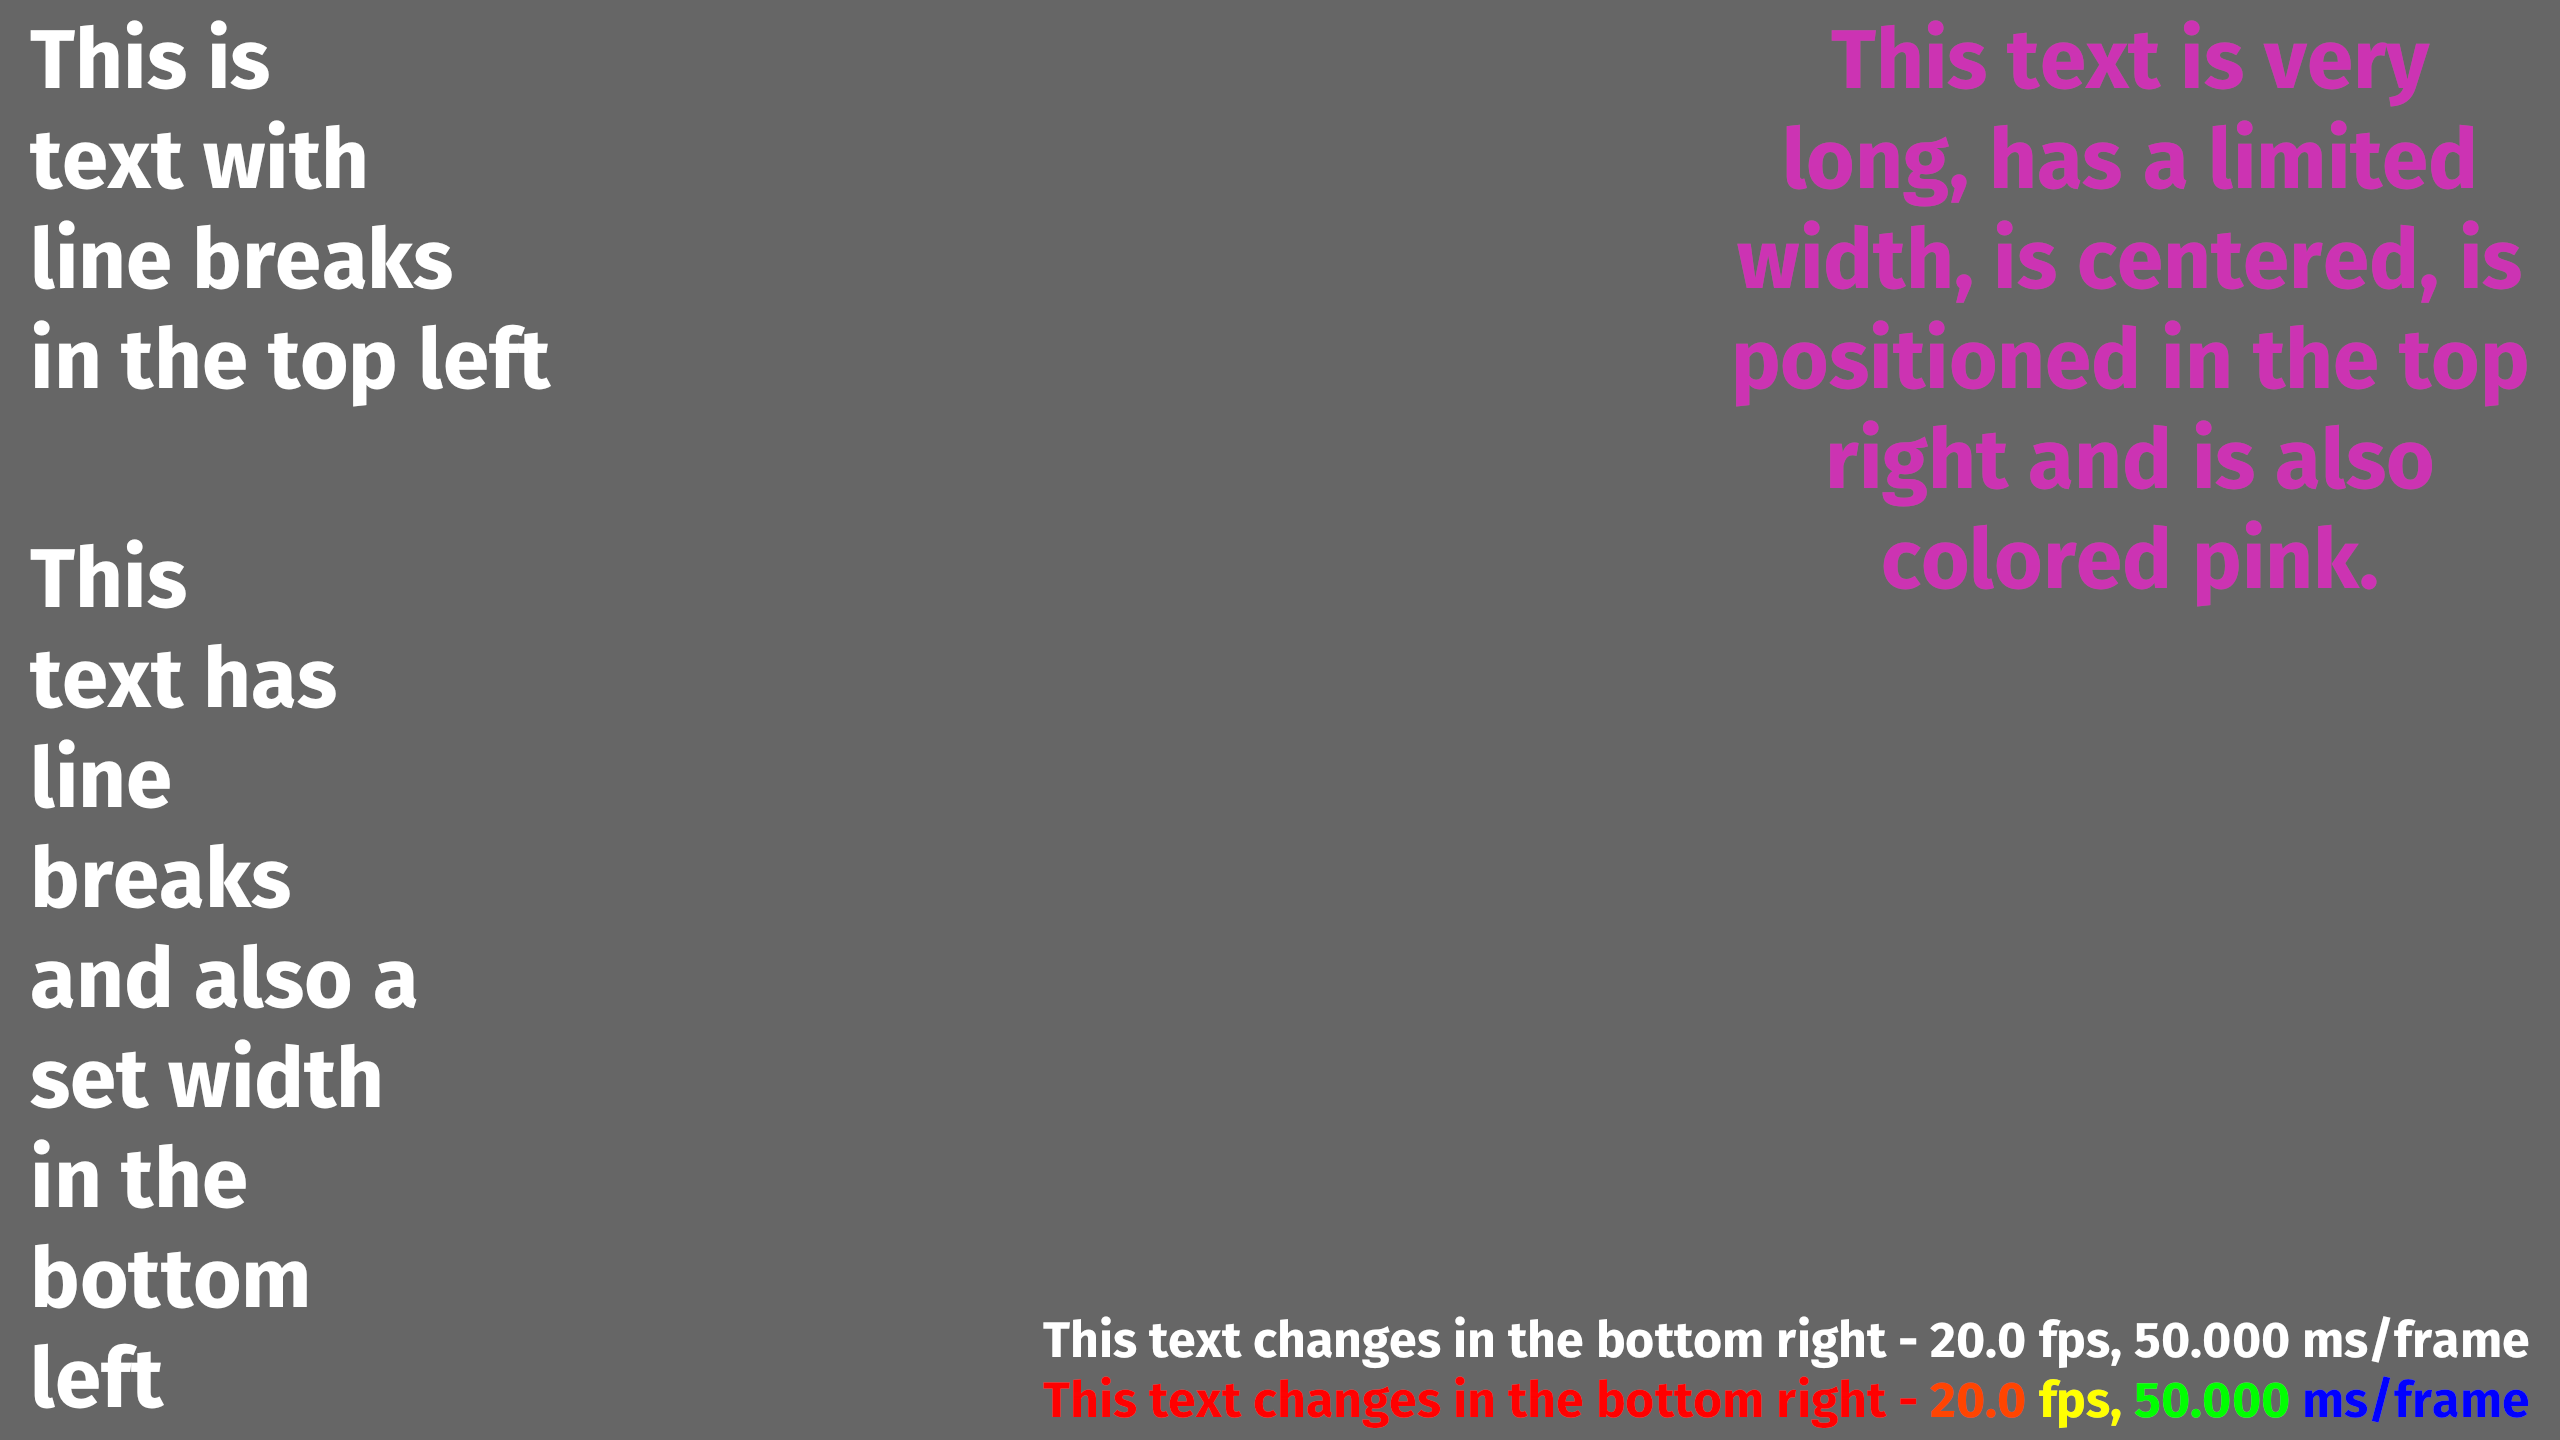 This is
text with
line breaks
in the top left
This text is very
long, has a limited
width, is centered, is
positioned in the top
right and is also
colored pink.
This
text has
line
breaks
and also a
set width
in the
bottom
left
This text changes in the bottom right - 20.0 fps, 50.000 ms/frame
This text changes in the bottom right - 20.0 fps, 50.000 ms/frame